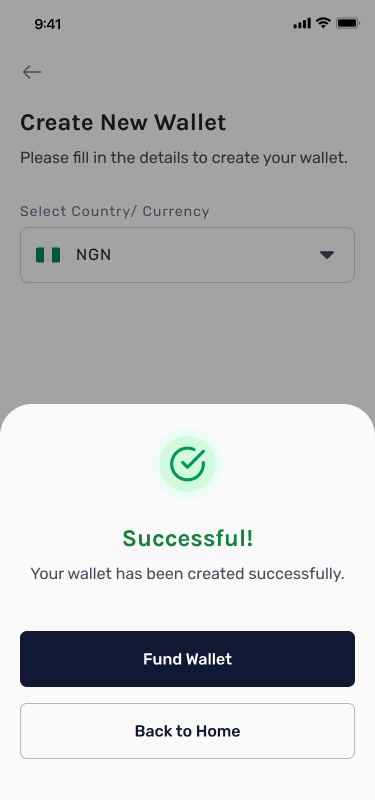 9:41
Create New Wallet
Please fill in the details to create your wallet.
Select Country/ Currency
NGN
Successful!
Your wallet has been created successfully.
Fund Wallet
Back to Home